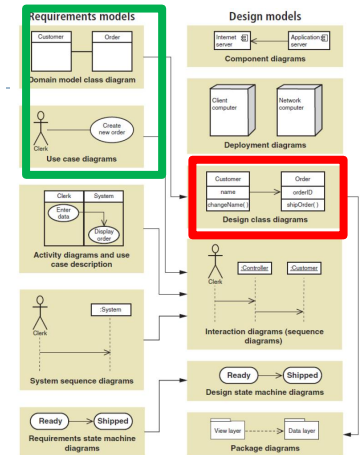 Requirements models
Customer
Order
Domain model class diagram
Clerk
Create
new order
Use case diagrams
Clerk
System
Enter
data
Display
order
Activity diagrams and use
case description
Clerk
:System
System sequence diagrams
Ready
Shipped
Requirements state machine
diagrams
Design models
Internet
server
Application
server
Component diagrams
Client
computer
Network
computer
Deployment diagrams
Customer
name
changeName( )
Order
orderID
shipOrder( )
Design class diagrams
Clerk
:Controller
:Customer
Interaction diagrams (sequence
diagrams)
Ready
Shipped
Design state machine diagrams
View layer
Data layer
Package diagrams